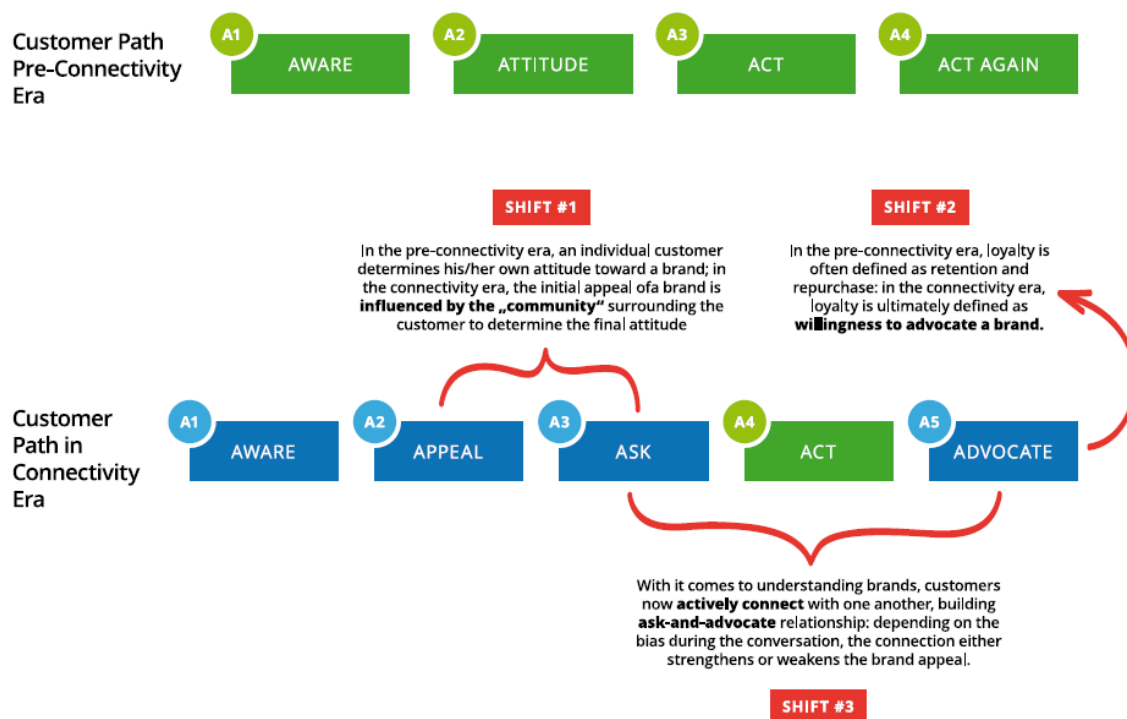 Customer Path
Pre-Connectivity
Era
A1
AWARE
A2
ATTITUDE
A3
ACT
A4
ACT AGAIN
SHIFT #1
In the pre-connectivity era, an individual customer
determines his/her own attitude toward a brand; in
the connectivity era, the initial appeal ofa brand is
influenced by the „community“ surrounding the
customer to determine the final attitude
SHIFT #2
In the pre-connectivity era, loyalty is
often defined as retention and
repurchase: in the connectivity era,
loyalty is ultimately defined as
willingness to advocate a brand.
Customer
Path in
Connectivity
Era
A1
AWARE
A2
APPEAL
A3
ASK
A4
ACT
A5
ADVOCATE
With it comes to understanding brands, customers
now actively connect with one another, building
ask-and-advocate relationship: depending on the
bias during the conversation, the connection either
strengthens or weakens the brand appeal.
SHIFT #3